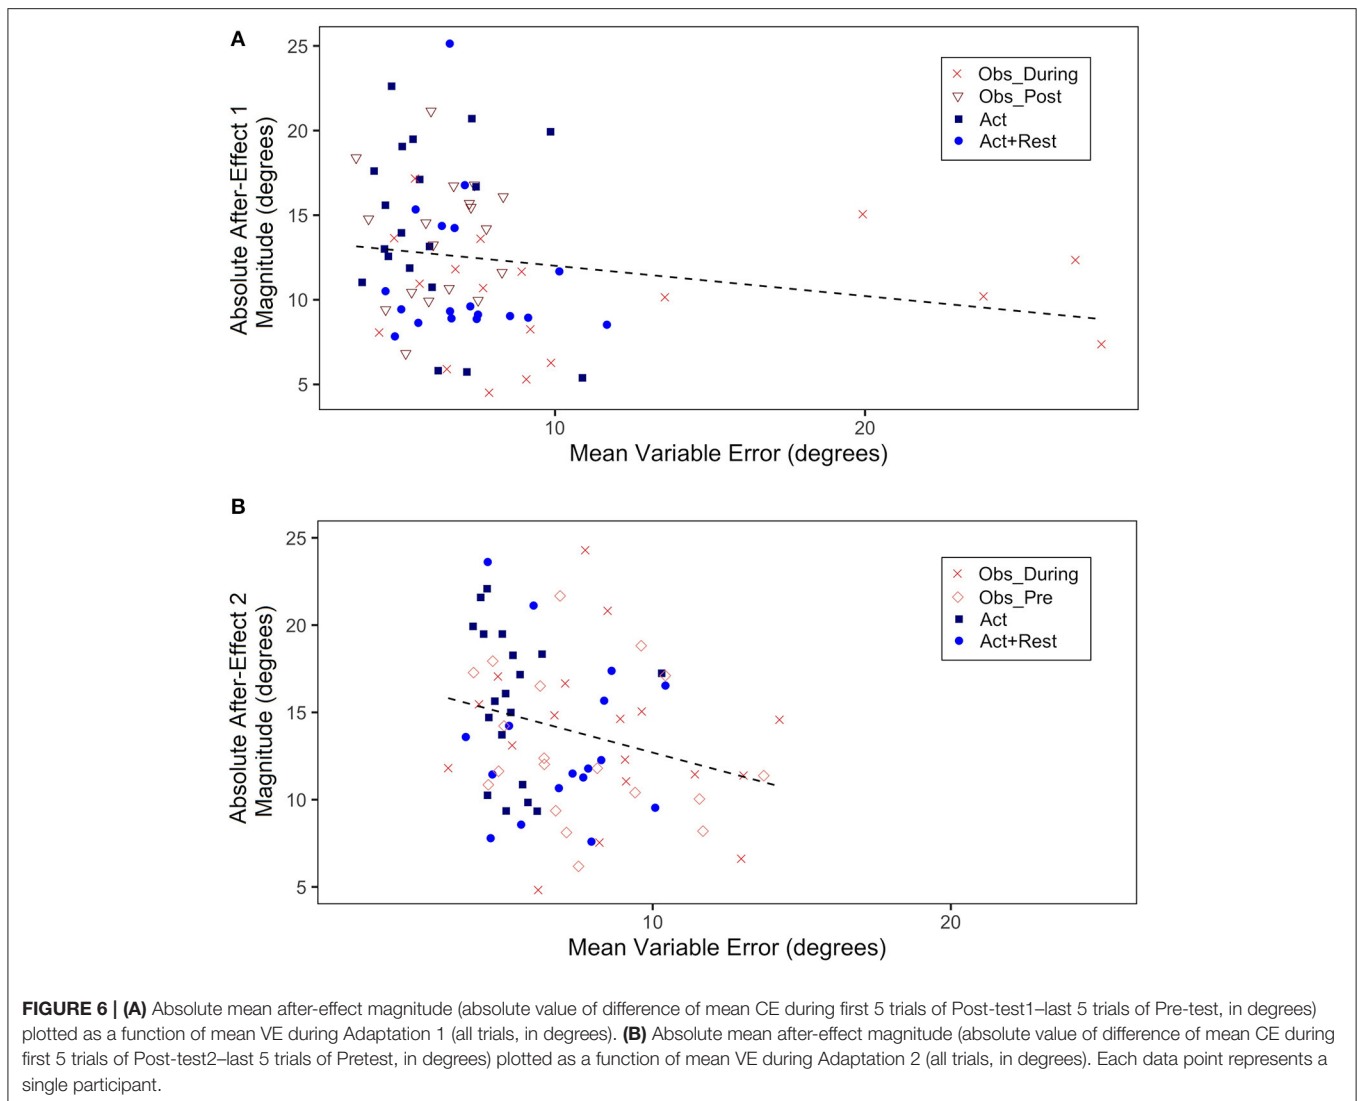 A
Absolute After-Effect 1
Magnitude (degrees)
25
20
15
10
5
Obs_During
Obs_Post
Act
Act+Rest
10
20
Mean Variable Error (degrees)
B
Absolute After-Effect 2
Magnitude (degrees)
25
20
15
10
5
Obs_During
Obs_Pre
Act
Act+Rest
10
20
Mean Variable Error (degrees)
FIGURE 6 | (A) Absolute mean after-effect magnitude (absolute value of difference of mean CE during first 5 trials of Post-test1–last 5 trials of Pre-test, in degrees)
plotted as a function of mean VE during Adaptation 1 (all trials, in degrees). (B) Absolute mean after-effect magnitude (absolute value of difference of mean CE during
first 5 trials of Post-test2–last 5 trials of Pretest, in degrees) plotted as a function of mean VE during Adaptation 2 (all trials, in degrees). Each data point represents a
single participant.